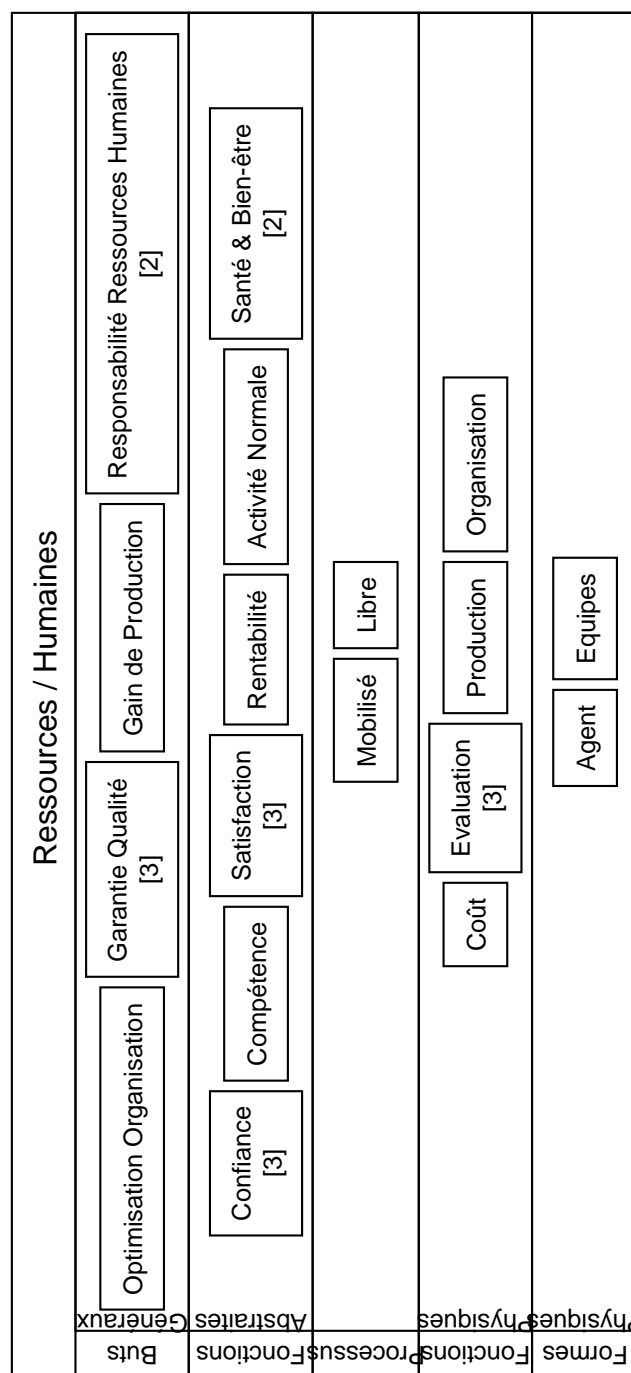 Ressources / Humaines
Buts
Généraux
Optimisation Organisation
Garantie Qualité
[3]
Gain de Production
Responsabilité Ressources Humaines
[2]
Fonctions
Abstraites
Confiance
[3]
Compétence
Satisfaction
[3]
Rentabilité
Activité Normale
Santé & Bien-être
[2]
Processus
Mobilisé
Libre
Fonctions
Physiques
Coût
Evaluation
[3]
Production
Organisation
Formes
Physiques
Agent
Equipes